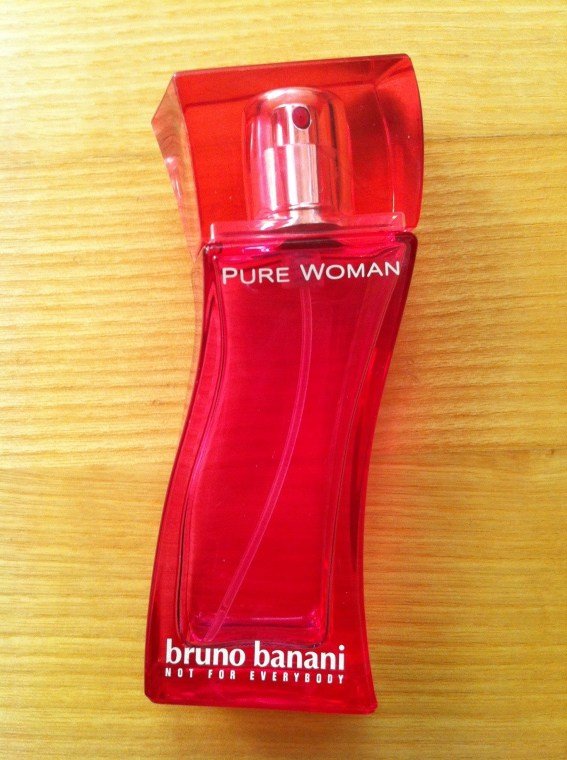 PURE WOMAN
bruno banani
NOT FOR EVERYBODY